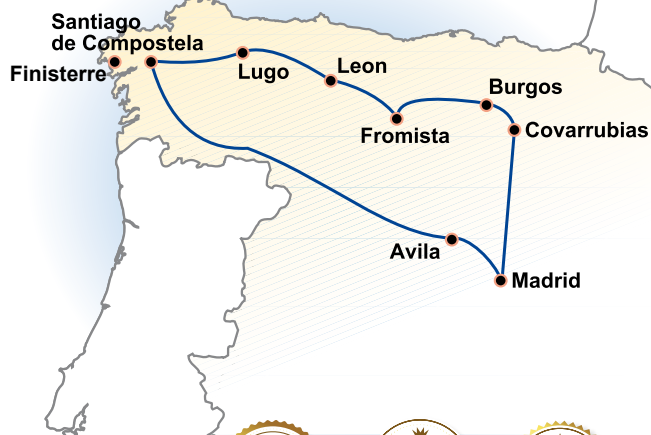 Santiago
de Compostela
Finisterre
Lugo
Leon
Burgos
Fromista
Covarrubias
Avila
Madrid